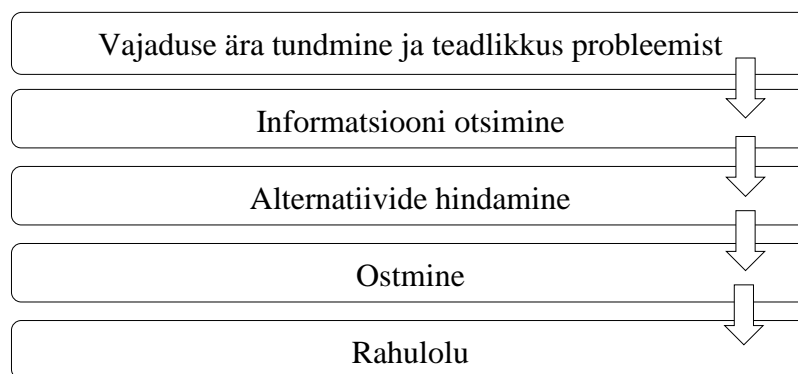 Vajaduse ära tundmine ja teadlikkus probleemist
Informatsiooni otsimine
Alternatiivide hindamine
Ostmine
Rahulolu